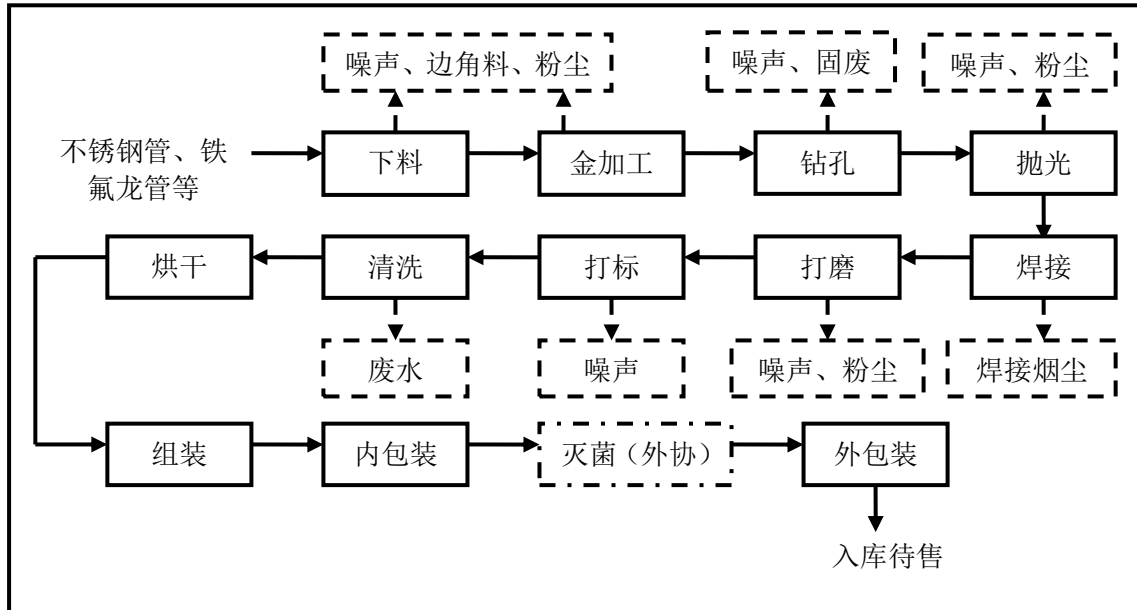 噪声、边角料、粉尘
噪声、固废
噪声、粉尘
不锈钢管、铁
氟龙管等
下料
金加工
钻孔
抛光
烘干
清洗
打标
打磨
焊接
废水
噪声
噪声、粉尘
焊接烟尘
组装
内包装
灭菌（外协）
外包装
入库待售